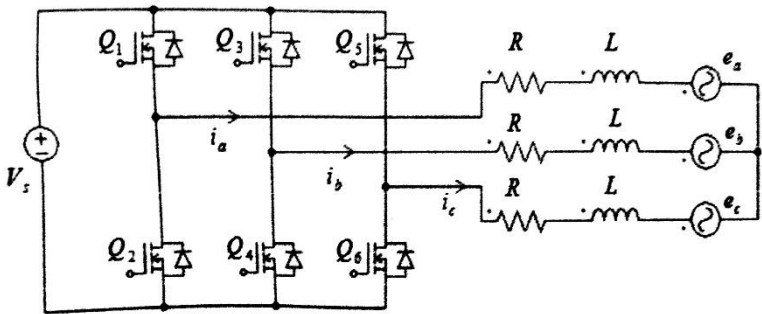 Q1 Q3 Q5 R L ea
ia R L eb
Vs ib R L ec
ic
Q2 Q4 Q6